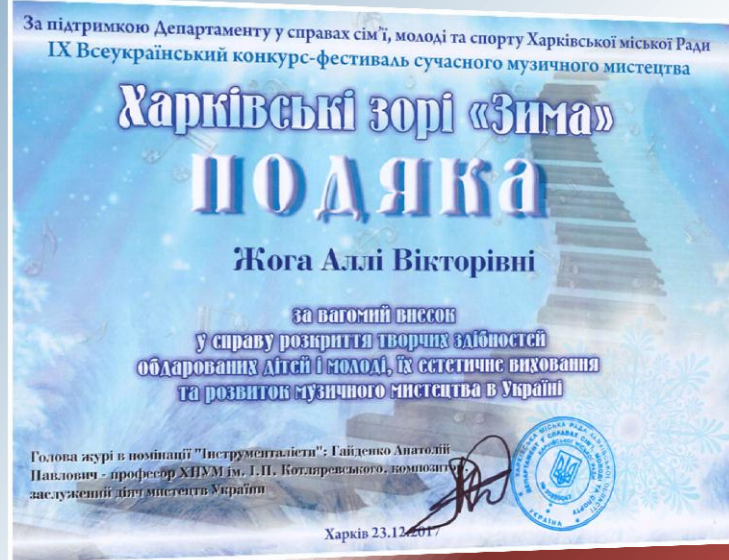 За підтримкою Департаменту у справах сім'ї, молоді та спорту Харківської міської Ради
IX Всеукраїнський конкурс-фестиваль сучасного музичного мистецтва
Харківські зорі «Зима»
ПОДЯКА
Жога Аллі Вікторівні
за вагомий внесок
у справу розкриття творчих здібностей
обдарованих дітей і молоді, їх естетичне виховання
та розвиток музичного мистецтва в Україні
Голова журі в номінації "Інструменталісти": Гайденко Анатолій
Павлович - професор ХНУМ ім. І.П. Котляревського, композитор,
заслужений діяч мистецтв України
Харків 23.12.2017
УКРАЇНА